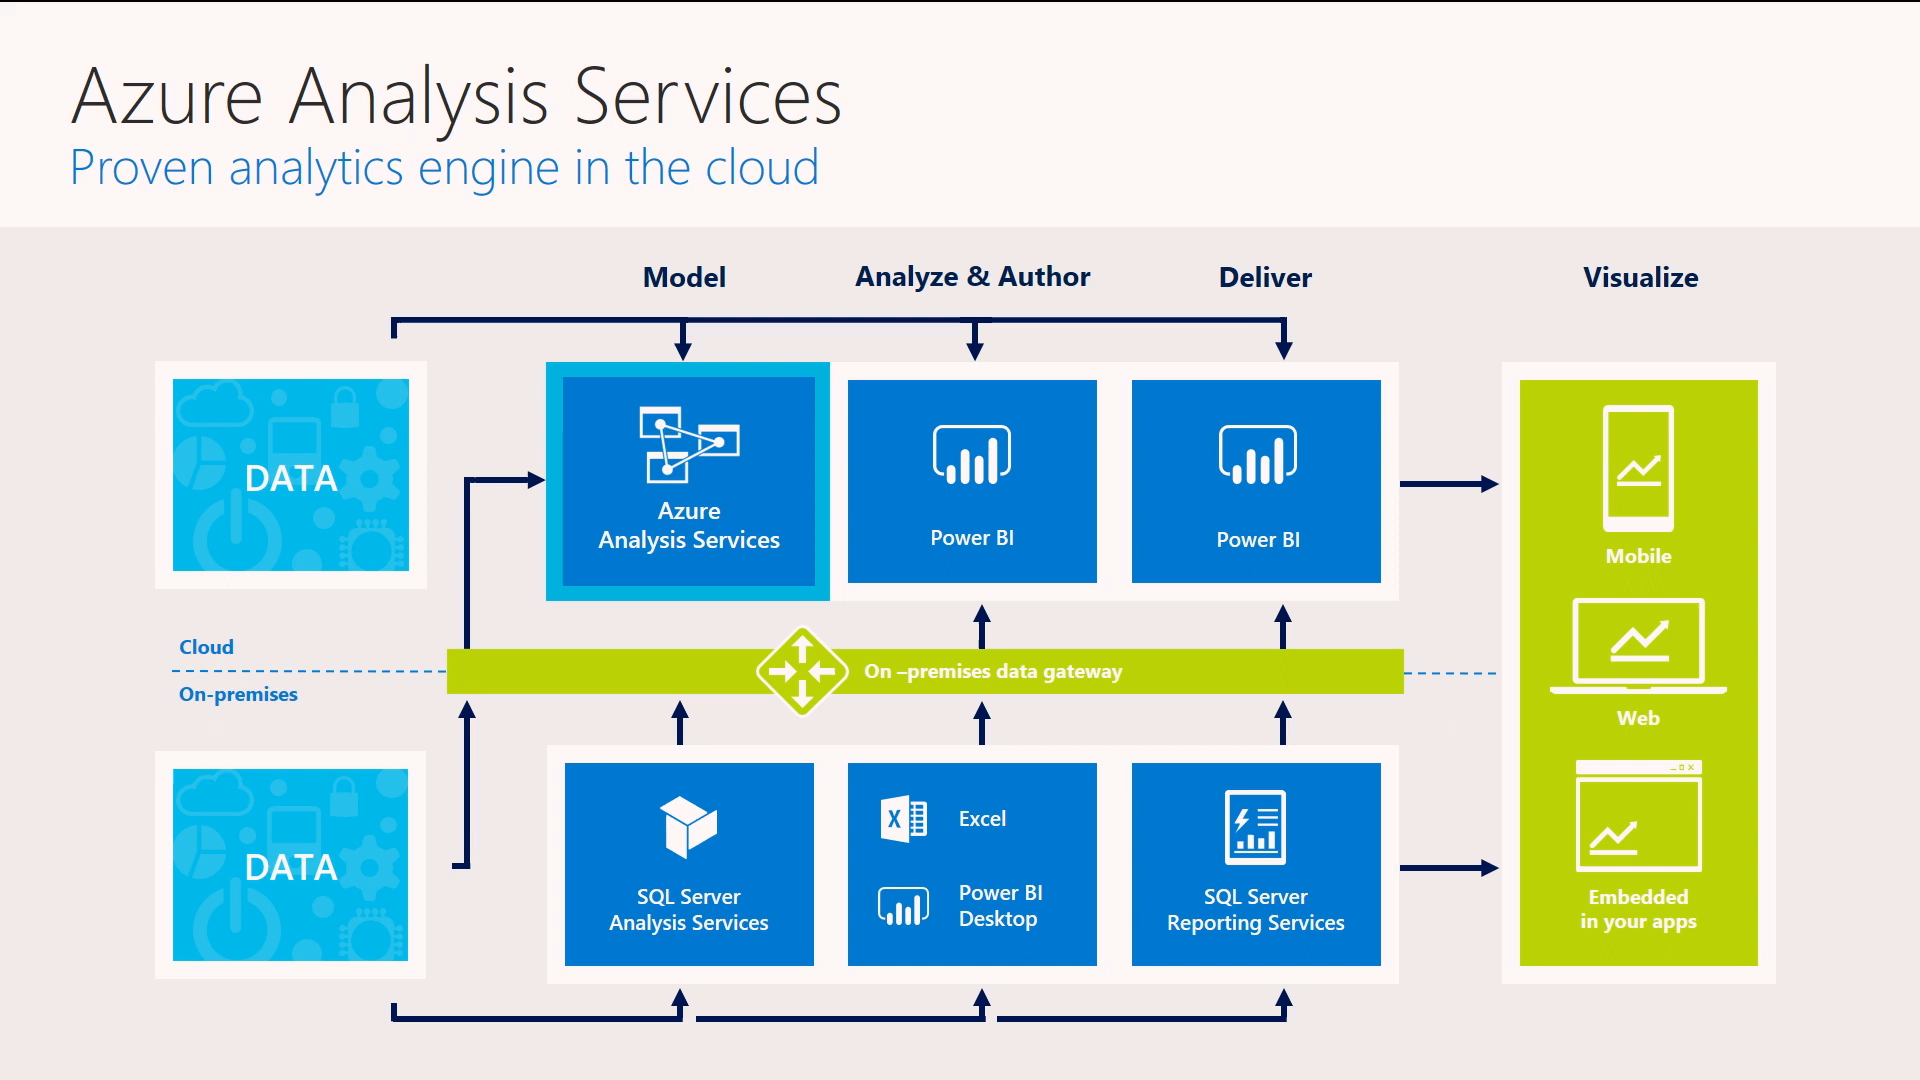 Azure Analysis Services
Proven analytics engine in the cloud
Model
Analyze & Author
Deliver
Visualize
DATA
Azure
Analysis Services
Power BI
Power BI
Mobile
Cloud
On-premises
On –premises data gateway
Web
DATA
SQL Server
Analysis Services
Excel
Power BI
Desktop
SQL Server
Reporting Services
Embedded
in your apps